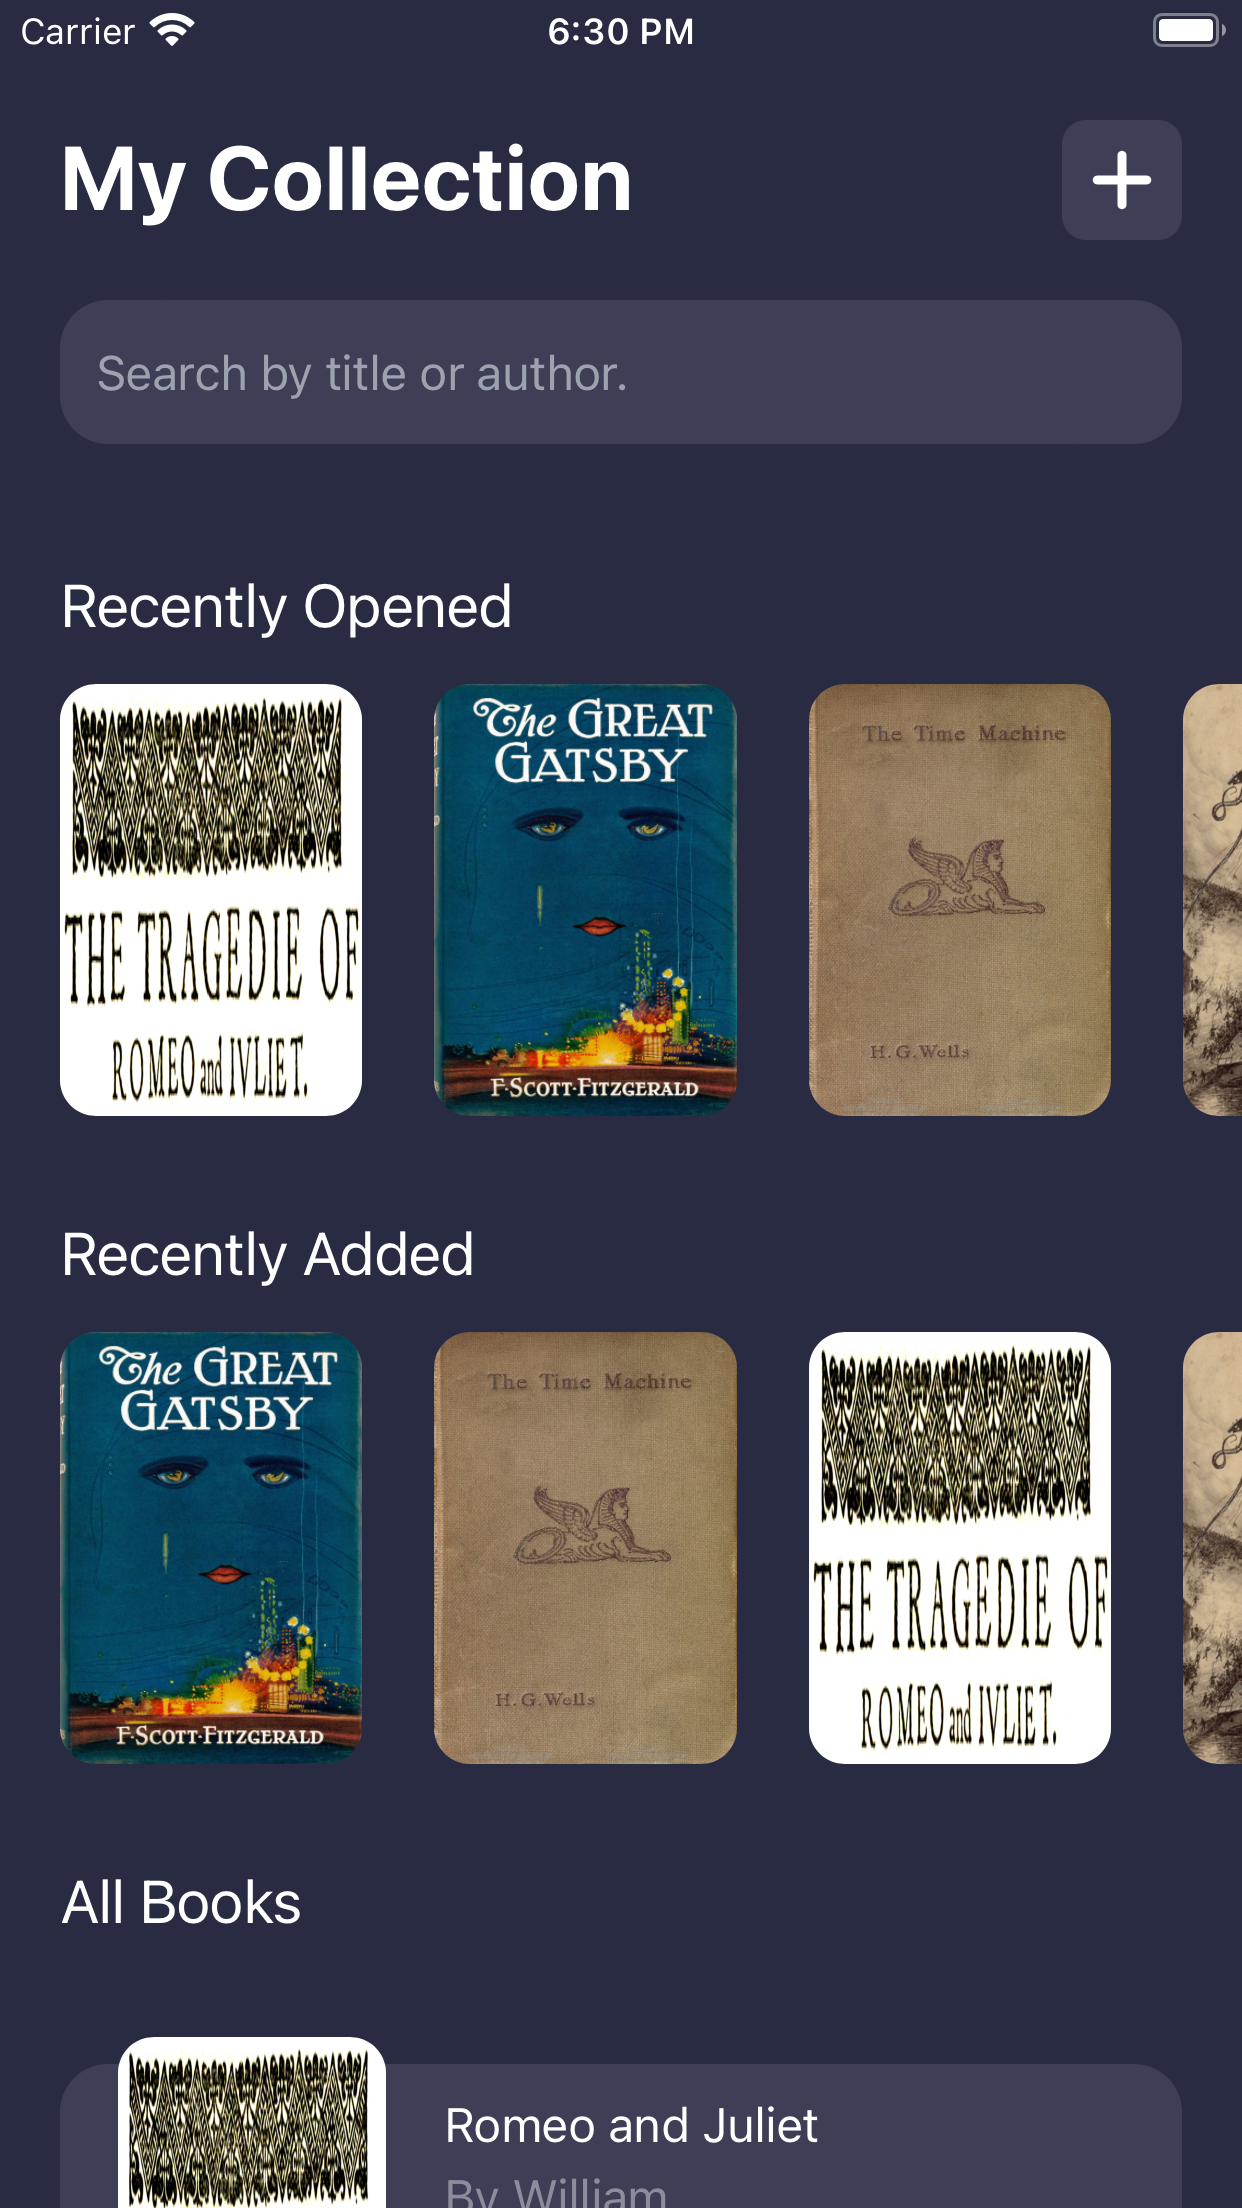 Carrier
6:30 PM
My Collection
Search by title or author.
Recently Opened
THE TRAGEDIE OF
ROMEO and IVLIET.
The GREAT
GATSBY
F·SCOTT·FITZGERALD
The Time Machine
H.G.Wells
Recently Added
The GREAT
GATSBY
F·SCOTT·FITZGERALD
The Time Machine
H.G.Wells
THE TRAGEDIE OF
ROMEO and IVLIET.
All Books
Romeo and Juliet
By William